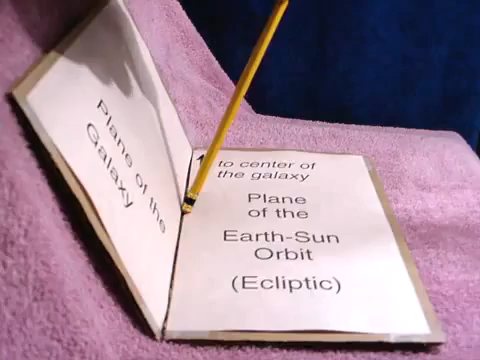 Plane of the
Galaxy
to center of
the galaxy
Plane
of the
Earth-Sun
Orbit
(Ecliptic)